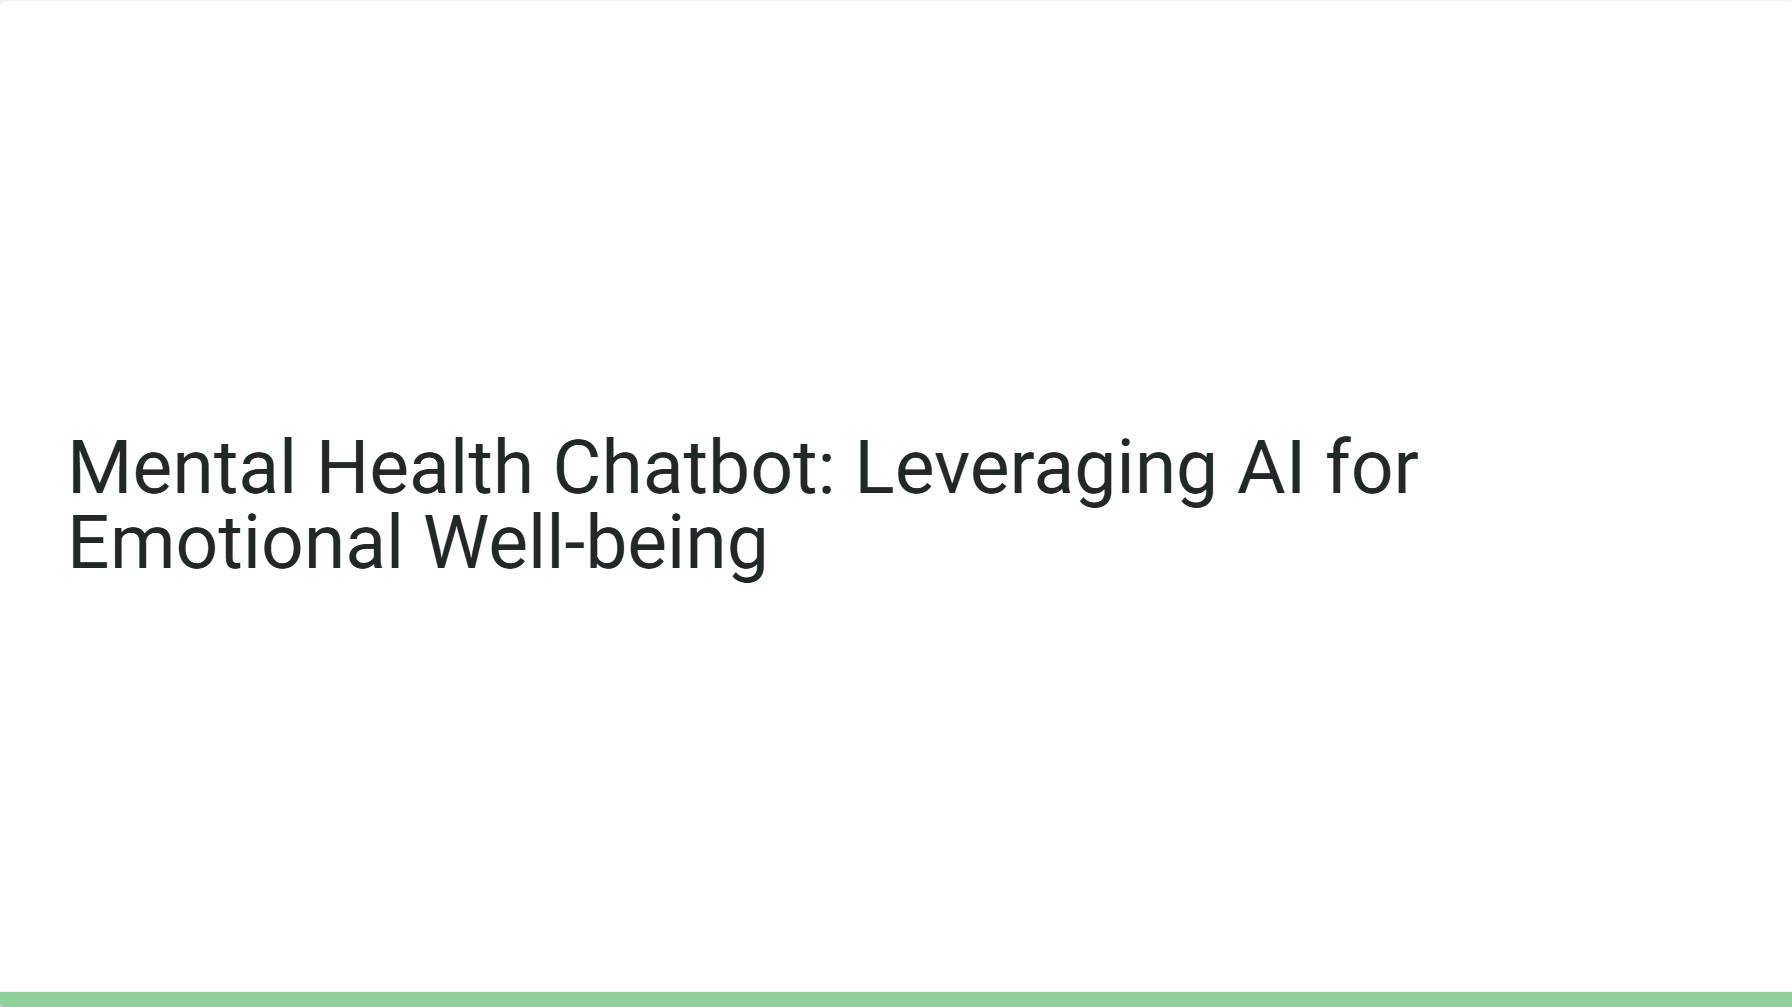 Mental Health Chatbot: Leveraging AI for
Emotional Well-being